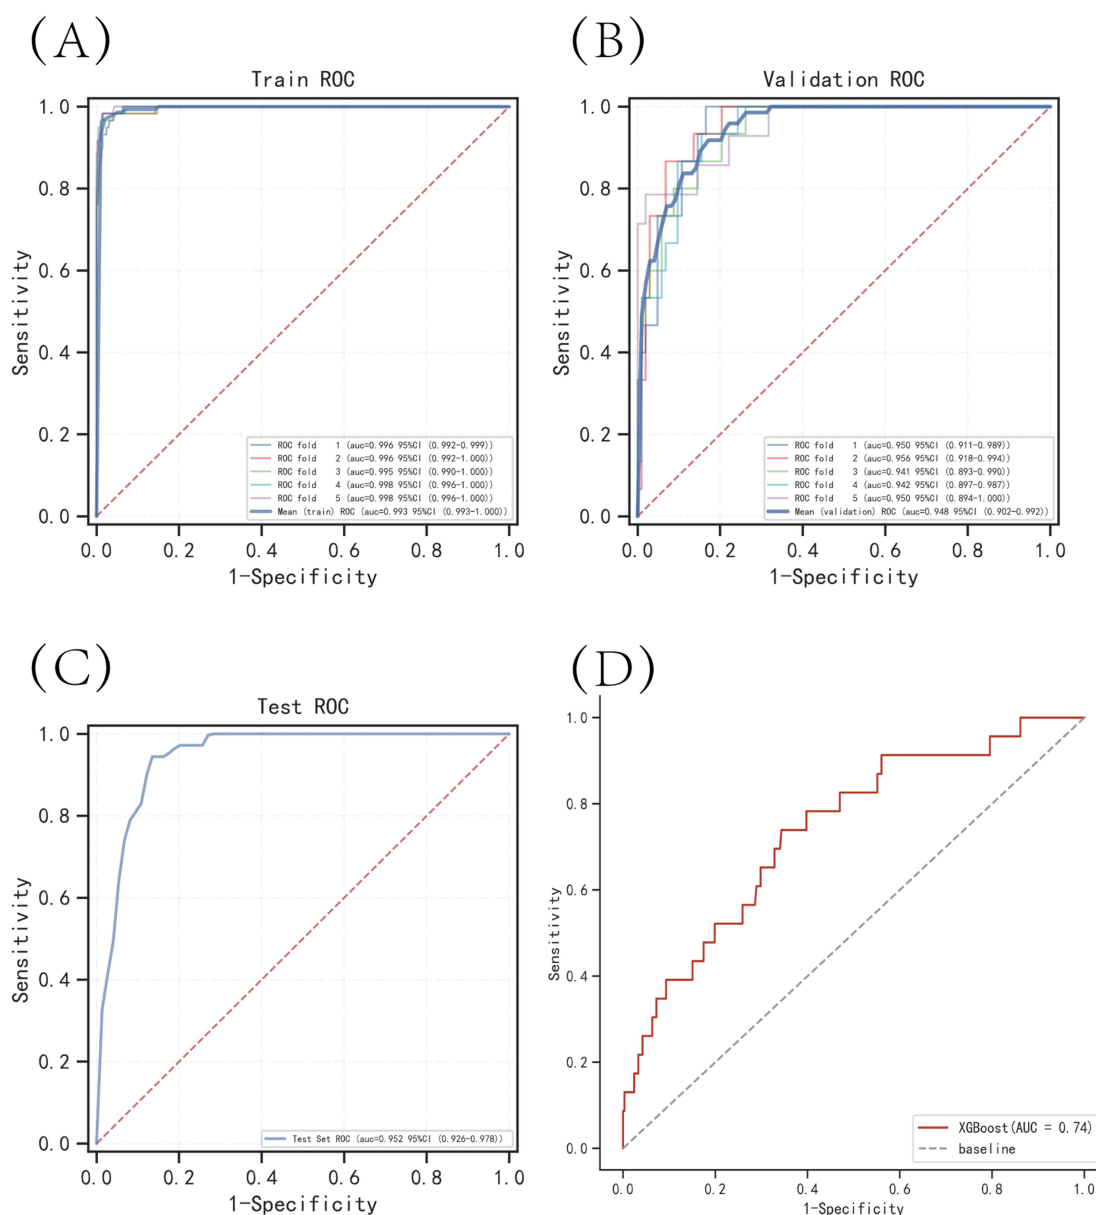 (A)
Train ROC
Sensitivity
1.0
0.8
0.6
0.4
0.2
0.0
ROC fold 1 (auc=0.996 95%CI (0.992-0.999))
ROC fold 2 (auc=0.996 95%CI (0.992-1.000))
ROC fold 3 (auc=0.995 95%CI (0.990-1.000))
ROC fold 4 (auc=0.998 95%CI (0.996-1.000))
ROC fold 5 (auc=0.998 95%CI (0.996-1.000))
Mean (train) ROC (auc=0.993 95%CI (0.993-1.000))
0.0 0.2 0.4 0.6 0.8 1.0
1-Specificity
(B)
Validation ROC
Sensitivity
1.0
0.8
0.6
0.4
0.2
0.0
ROC fold 1 (auc=0.950 95%CI (0.911-0.989))
ROC fold 2 (auc=0.956 95%CI (0.918-0.994))
ROC fold 3 (auc=0.941 95%CI (0.893-0.990))
ROC fold 4 (auc=0.942 95%CI (0.897-0.987))
ROC fold 5 (auc=0.950 95%CI (0.894-1.000))
Mean (validation) ROC (auc=0.948 95%CI (0.902-0.992))
0.0 0.2 0.4 0.6 0.8 1.0
1-Specificity
(C)
Test ROC
Sensitivity
1.0
0.8
0.6
0.4
0.2
0.0
Test Set ROC (auc=0.952 95%CI (0.926-0.978))
0.0 0.2 0.4 0.6 0.8 1.0
1-Specificity
(D)
Sensitivity
1.0
0.8
0.6
0.4
0.2
0.0
XGBoost(AUC = 0.74)
baseline
0.0 0.2 0.4 0.6 0.8 1.0
1-Specificity